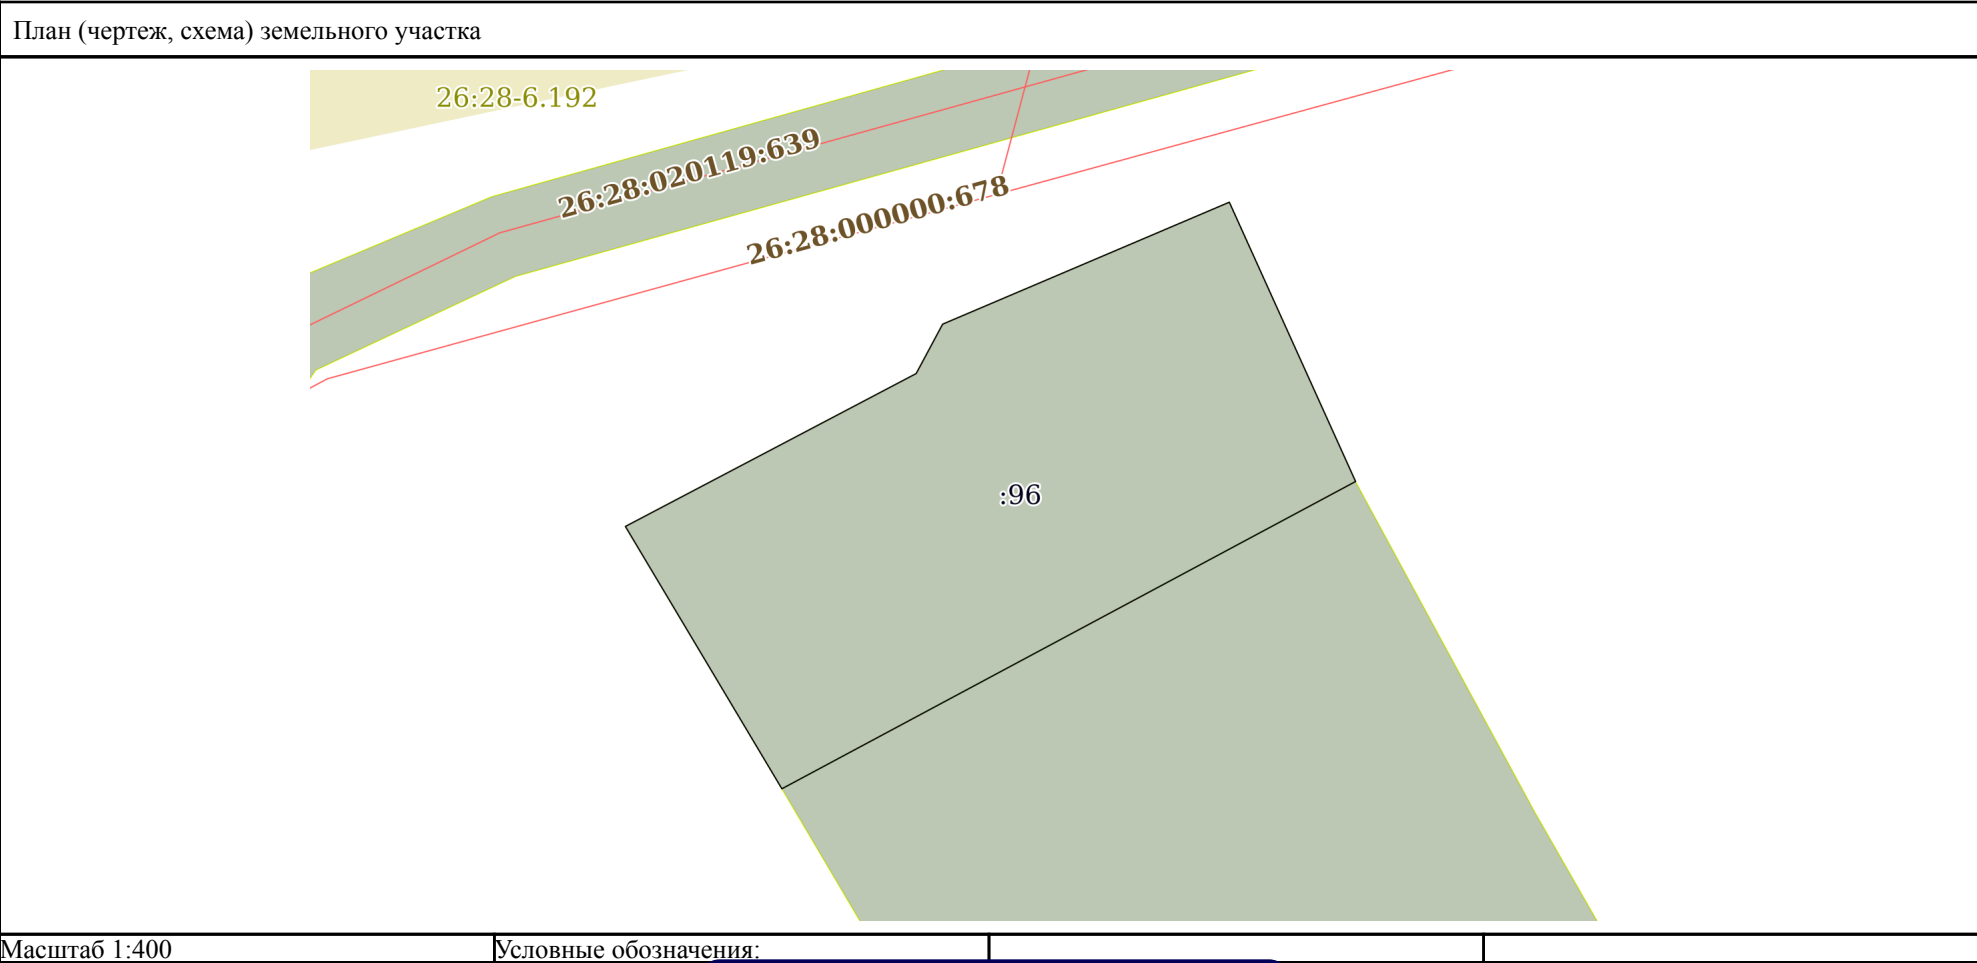 План (чертеж, схема) земельного участка
26:28-6.192
26:28:020119:639
26:28:000000:678
:96
Масштаб 1:400
Условные обозначения: